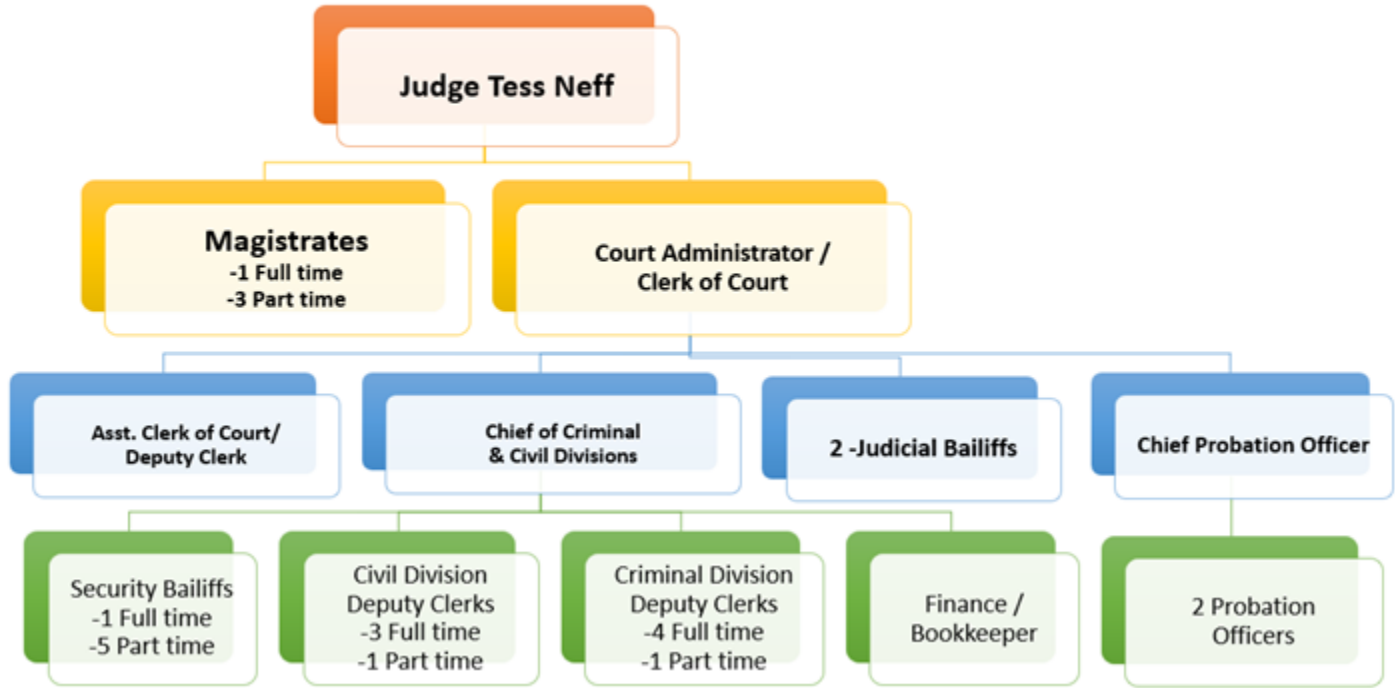 Judge Tess Neff
Magistrates
-1 Full time
-3 Part time
Court Administrator /
Clerk of Court
Asst. Clerk of Court/
Deputy Clerk
Chief of Criminal
& Civil Divisions
2 -Judicial Bailiffs
Chief Probation Officer
Security Bailiffs
-1 Full time
-5 Part time
Civil Division
Deputy Clerks
-3 Full time
-1 Part time
Criminal Division
Deputy Clerks
-4 Full time
-1 Part time
Finance /
Bookkeeper
2 Probation
Officers